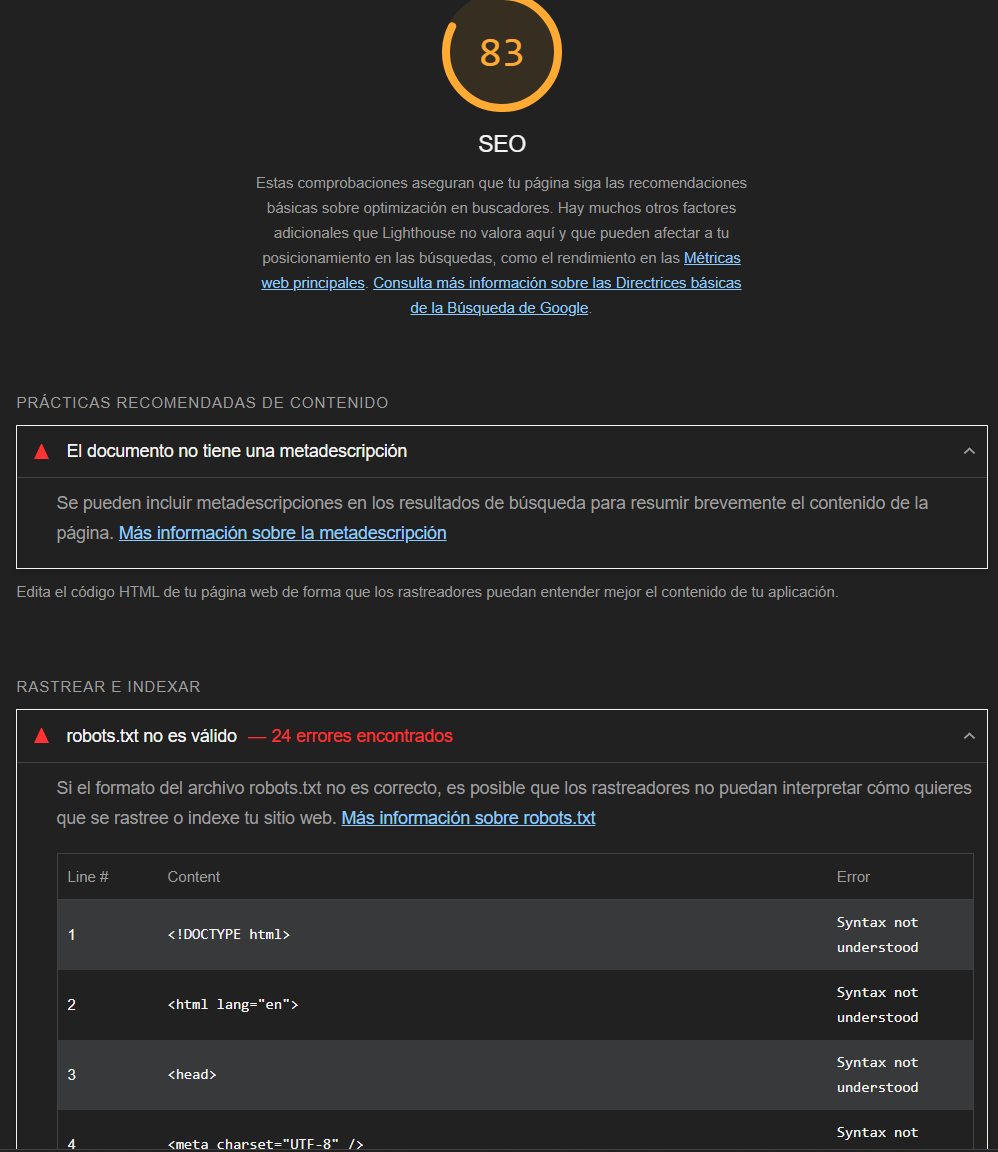 83
SEO
Estas comprobaciones aseguran que tu página siga las recomendaciones
básicas sobre optimización en buscadores. Hay muchos otros factores
adicionales que Lighthouse no valora aquí y que pueden afectar a tu
posicionamiento en las búsquedas, como el rendimiento en las Métricas
web principales. Consulta más información sobre las Directrices básicas
de la Búsqueda de Google.
PRÁCTICAS RECOMENDADAS DE CONTENIDO
El documento no tiene una metadescripción
Se pueden incluir metadescripciones en los resultados de búsqueda para resumir brevemente el contenido de la
página. Más información sobre la metadescripción
Edita el código HTML de tu página web de forma que los rastreadores puedan entender mejor el contenido de tu aplicación.
RASTREAR E INDEXAR
robots.txt no es válido — 24 errores encontrados
Si el formato del archivo robots.txt no es correcto, es posible que los rastreadores no puedan interpretar cómo quieres
que se rastree o indexe tu sitio web. Más información sobre robots.txt
Line # Content Error
1 <!DOCTYPE html> Syntax not
understood
2 <html lang="en"> Syntax not
understood
3 <head> Syntax not
understood
4 <meta charset="UTF-8" /> Syntax not